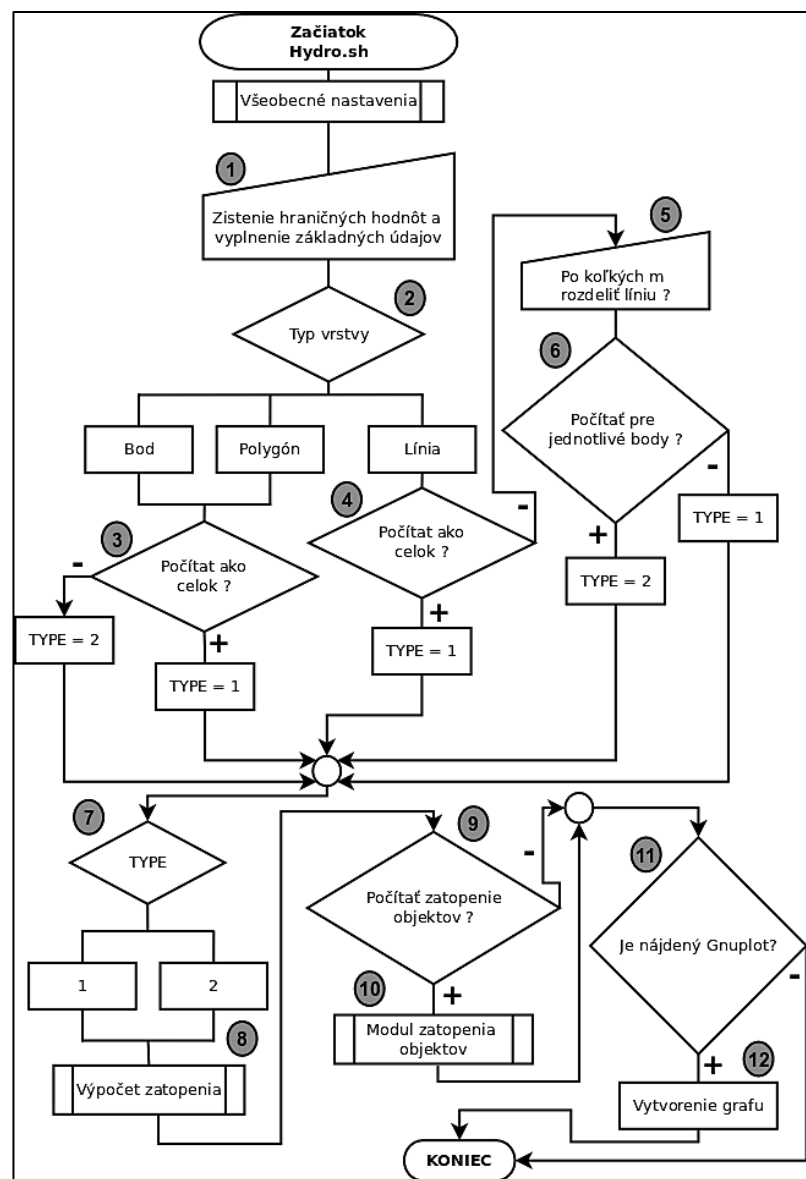 Začiatok
Hydro.sh
Všeobecné nastavenia
1
Zistenie hraničných hodnôt a
vyplnenie základných údajov
2
Typ vrstvy
Bod
Polygón
Línia
3
Počítat ako
celok ?
-
TYPE = 2
+
TYPE = 1
4
Počítat ako
celok ?
-
+
TYPE = 1
5
Po koľkých m
rozdeliť líniu ?
6
Počítať pre
jednotlivé body ?
-
TYPE = 1
+
TYPE = 2
7
TYPE
1
2
8
Výpočet zatopenia
9
Počítať zatopenie
objektov ?
-
+
10
Modul zatopenia
objektov
11
Je nájdený Gnuplot?
-
+
12
Vytvorenie grafu
KONIEC